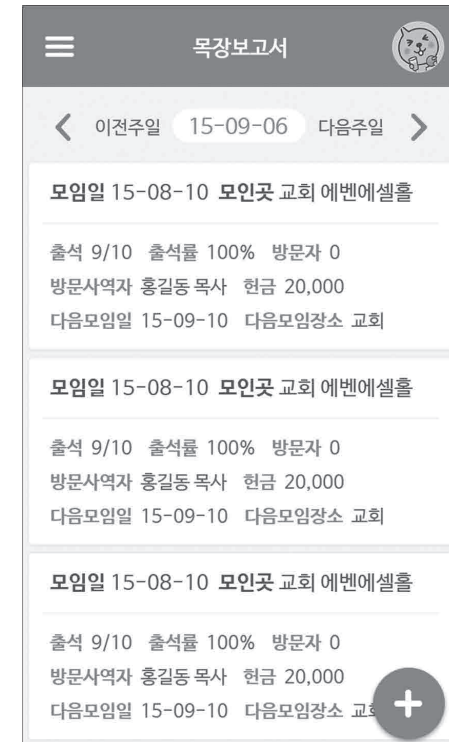 목장보고서
이전주일 15-09-06 다음주일
모임일 15-08-10 모인곳 교회 에벤에셀홀
출석 9/10 출석률 100% 방문자 0
방문사역자 홍길동 목사 헌금 20,000
다음모임일 15-09-10 다음모임장소 교회
모임일 15-08-10 모인곳 교회 에벤에셀홀
출석 9/10 출석률 100% 방문자 0
방문사역자 홍길동 목사 헌금 20,000
다음모임일 15-09-10 다음모임장소 교회
모임일 15-08-10 모인곳 교회 에벤에셀홀
출석 9/10 출석률 100% 방문자 0
방문사역자 홍길동 목사 헌금 20,000
다음모임일 15-09-10 다음모임장소